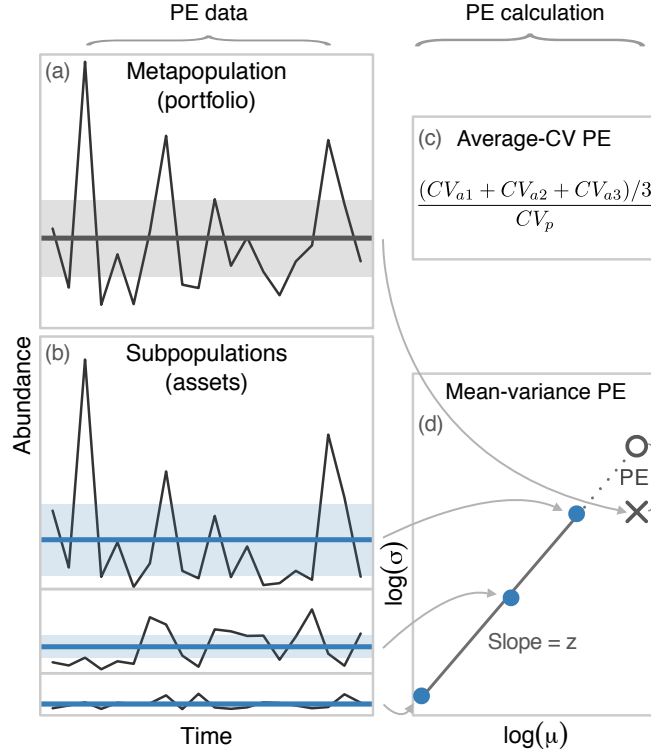 PE data
PE calculation
(a)
Metapopulation
(portfolio)
(c)
Average-CV PE
(CV_{a1} + CV_{a2} + CV_{a3})/3
CV_p
Abundance
(b)
Subpopulations
(assets)
Mean-variance PE
(d)
PE
log(σ)
Slope = z
Time
log(μ)